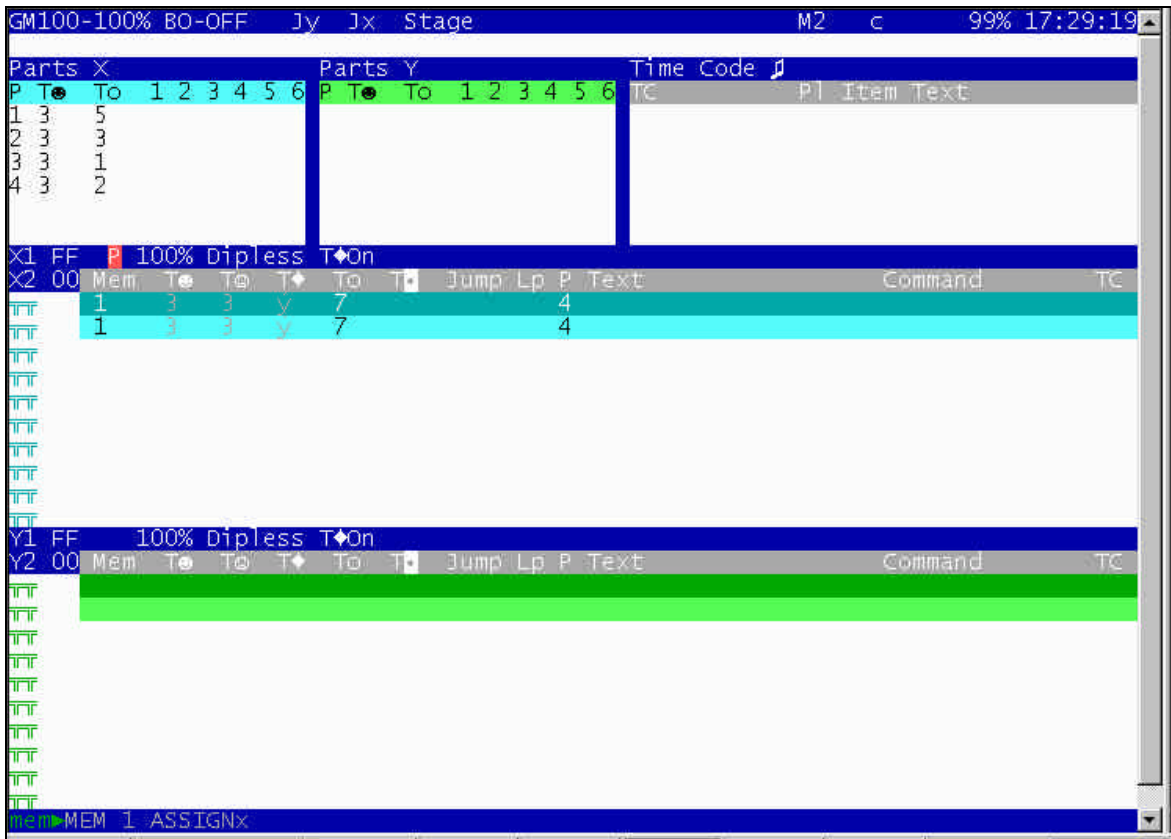 GM100-100% BO-OFF Jy Jx Stage M2 c 99% 17:29:19
Parts X Parts Y Time Code ♫
P T☻ To 1 2 3 4 5 6 P T☻ To 1 2 3 4 5 6 TC Pl Item Text
1 3 5
2 3 3
3 3 1
4 3 2
X1 FF P 100% Dipless T◆On
X2 00 Mem T☻ T☺ T◆ To T◘ Jump Lp P Text Command TC
1 3 3 y 7 4
1 3 3 y 7 4
Y1 FF 100% Dipless T◆On
Y2 00 Mem T☻ T☺ T◆ To T◘ Jump Lp P Text Command TC
mem►MEM 1 ASSIGNx